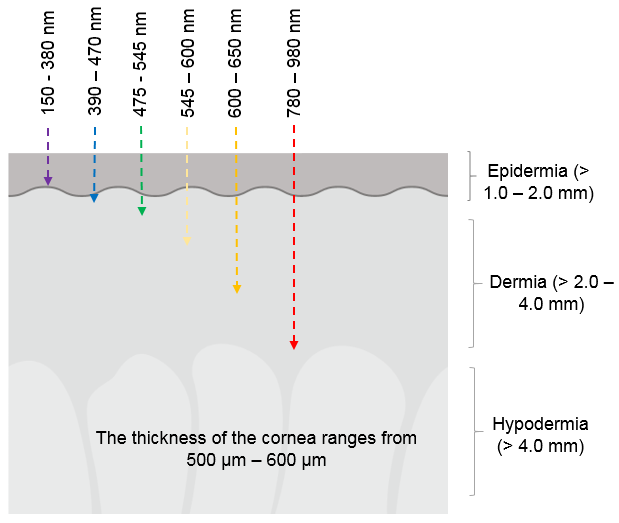 150 - 380 nm
390 – 470 nm
475 - 545 nm
545 – 600 nm
600 – 650 nm
780 – 980 nm
Epidermia (>
1.0 – 2.0 mm)
Dermia (> 2.0 –
4.0 mm)
Hypodermia
(> 4.0 mm)
The thickness of the cornea ranges from
500 µm – 600 µm